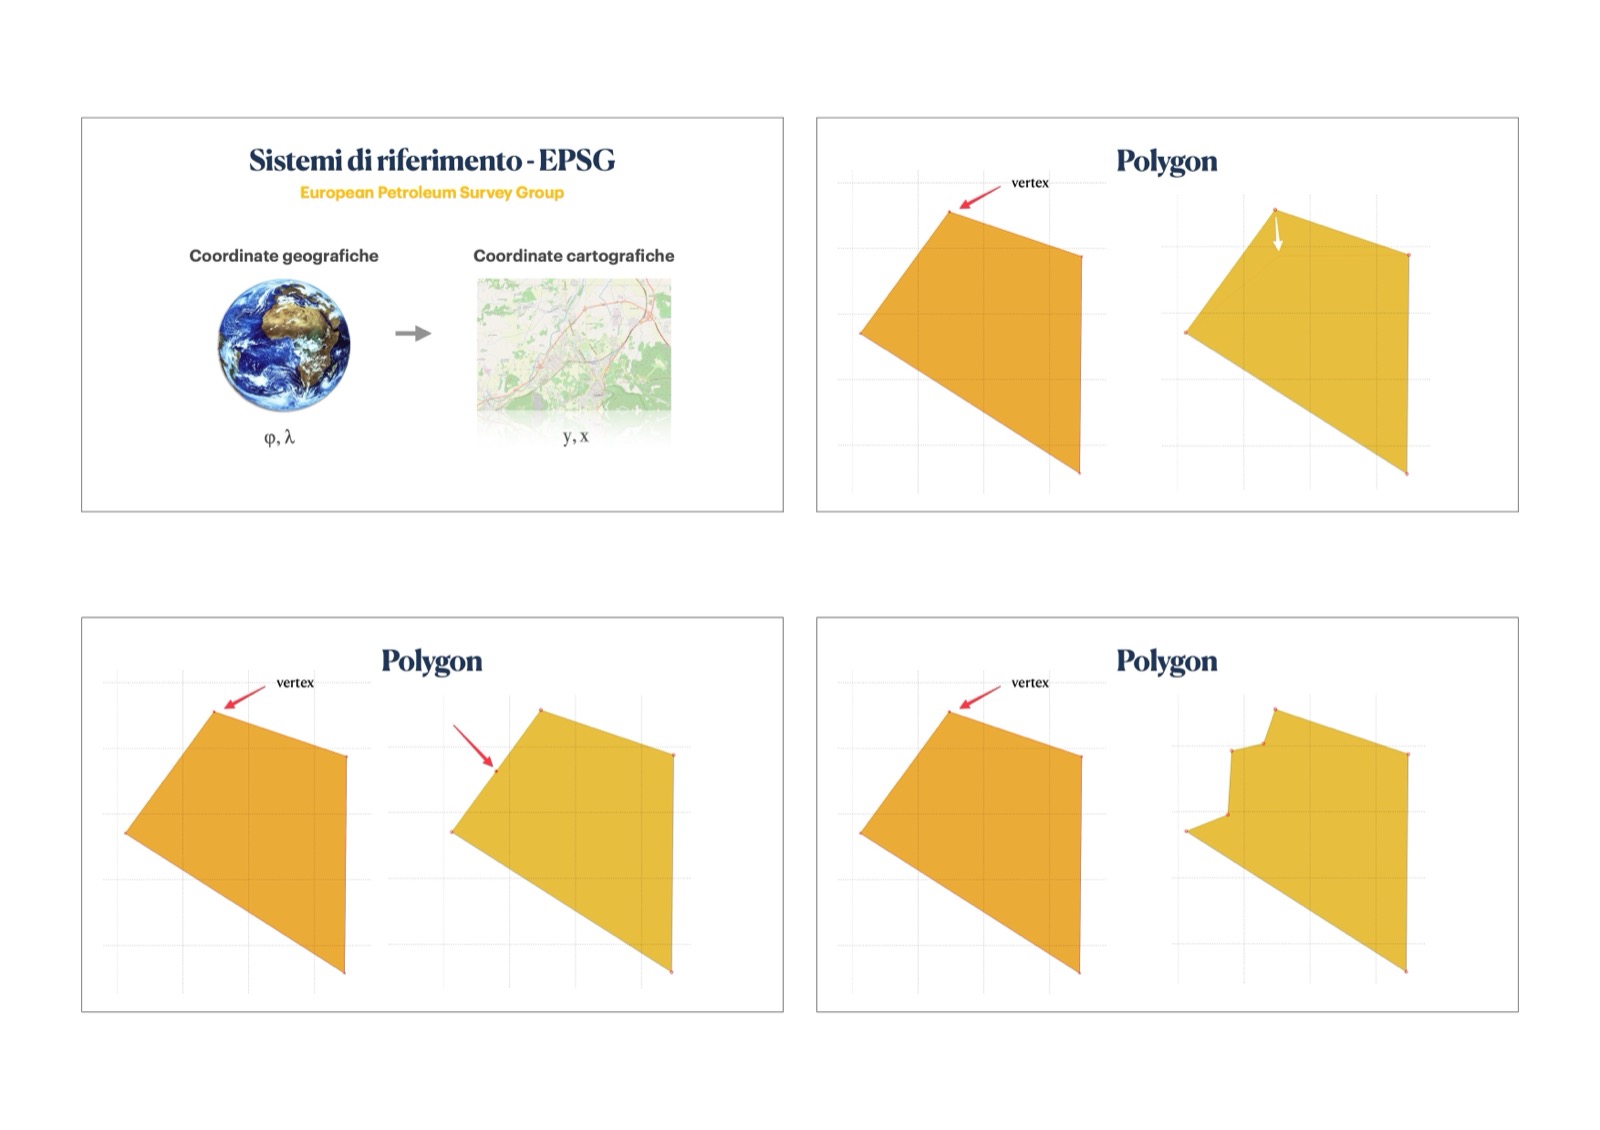 Sistemi di riferimento - EPSG
European Petroleum Survey Group
Coordinate geografiche
Coordinate cartografiche
φ, λ
y, x
Polygon
vertex
Polygon
vertex
Polygon
vertex